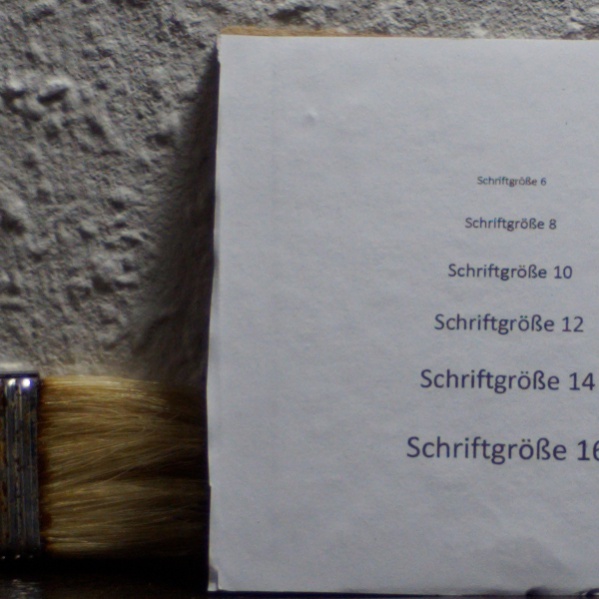 Schriftgröße 6
Schriftgröße 8
Schriftgröße 10
Schriftgröße 12
Schriftgröße 14
Schriftgröße 16